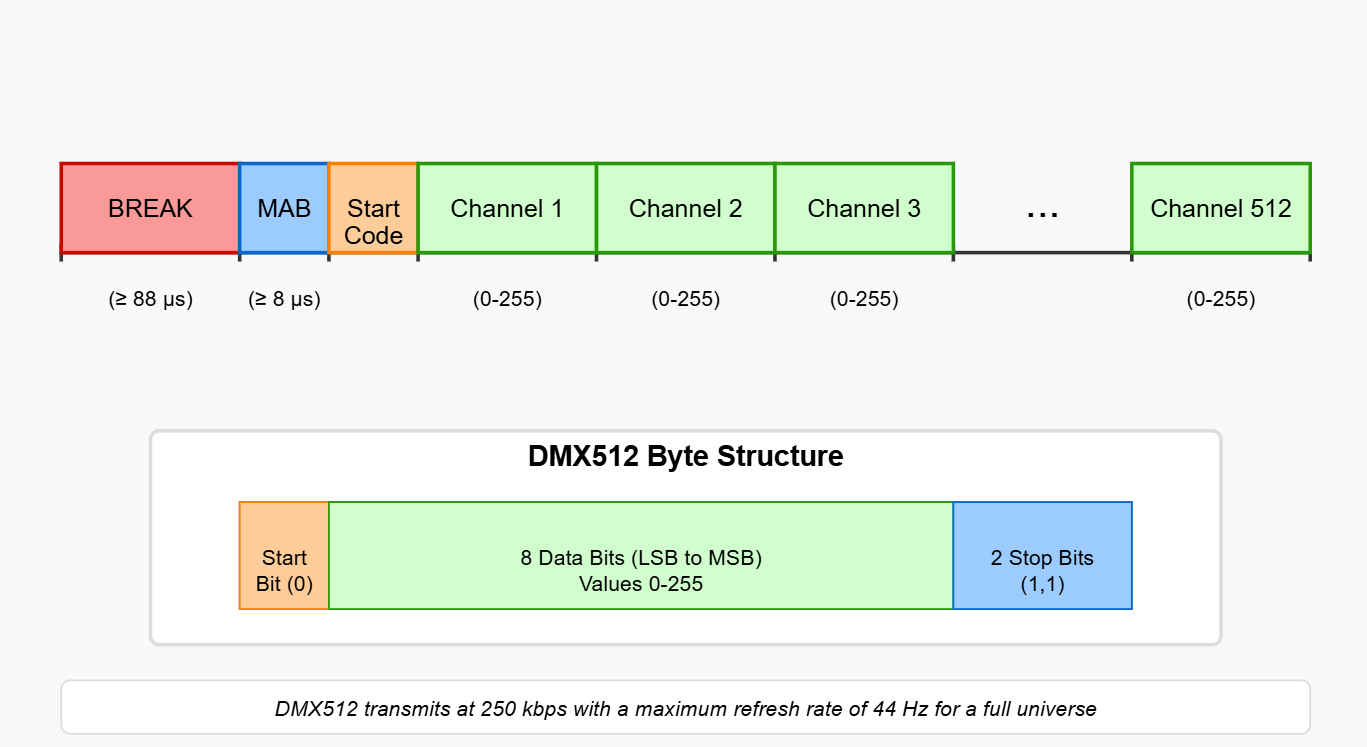 BREAK
MAB
Start
Code
Channel 1
Channel 2
Channel 3
...
Channel 512
(≥ 88 µs)
(≥ 8 µs)
(0-255)
(0-255)
(0-255)
(0-255)
DMX512 Byte Structure
Start
Bit (0)
8 Data Bits (LSB to MSB)
Values 0-255
2 Stop Bits
(1,1)
DMX512 transmits at 250 kbps with a maximum refresh rate of 44 Hz for a full universe